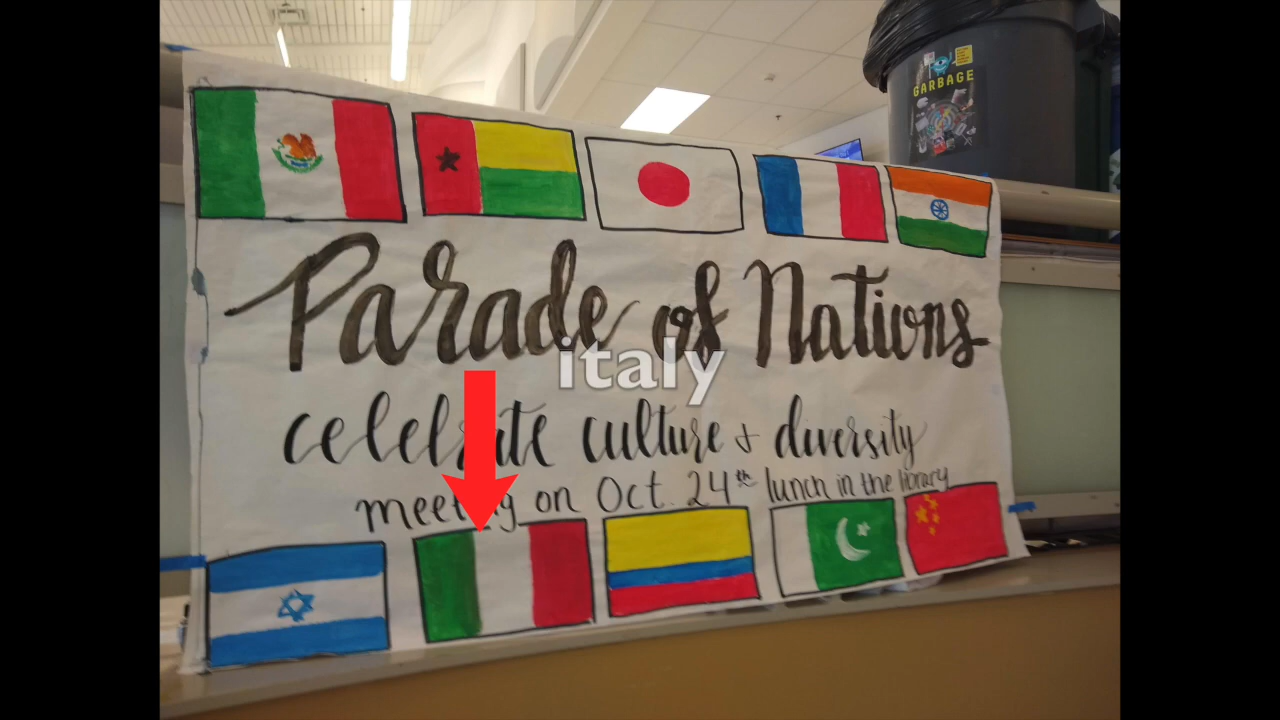 GARBAGE
Parade of Nations
italy
celebrate culture + diversity
meeting on Oct. 24th lunch in the library